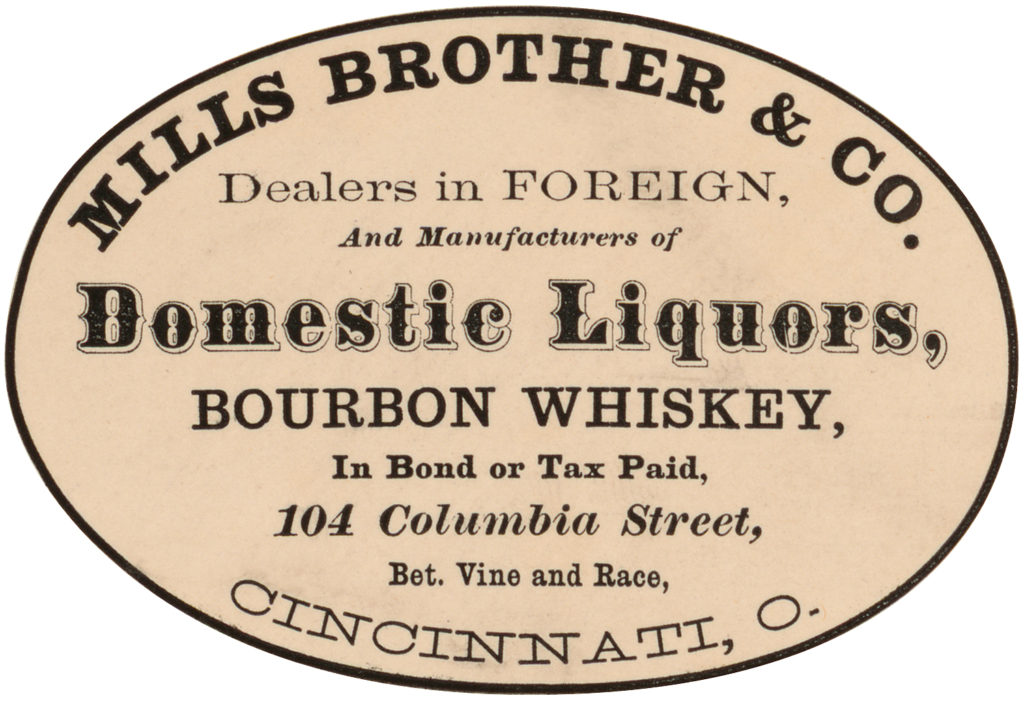 MILLS BROTHER & CO.
Dealers in FOREIGN,
And Manufacturers of
Domestic Liquors,
BOURBON WHISKEY,
In Bond or Tax Paid,
104 Columbia Street,
Bet. Vine and Race,
CINCINNATI, O.